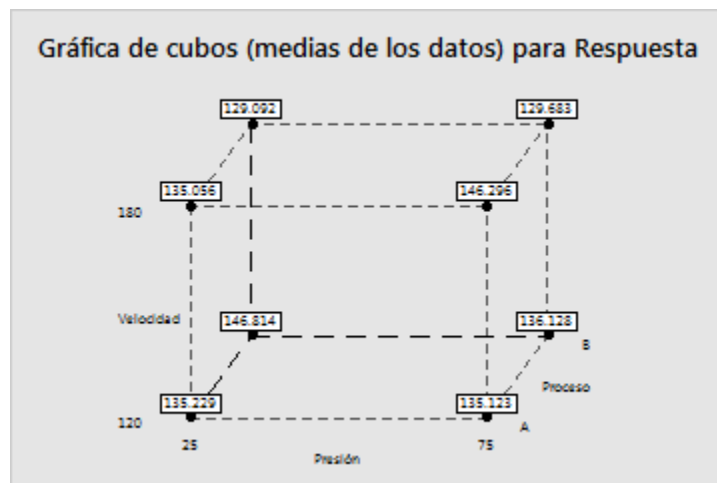 Gráfica de cubos (medias de los datos) para Respuesta
129.092 129.683
135.056 146.296
180
Velocidad 146.814 136.128
B
Proceso
135.229 135.123
120 A
25 75
Presión